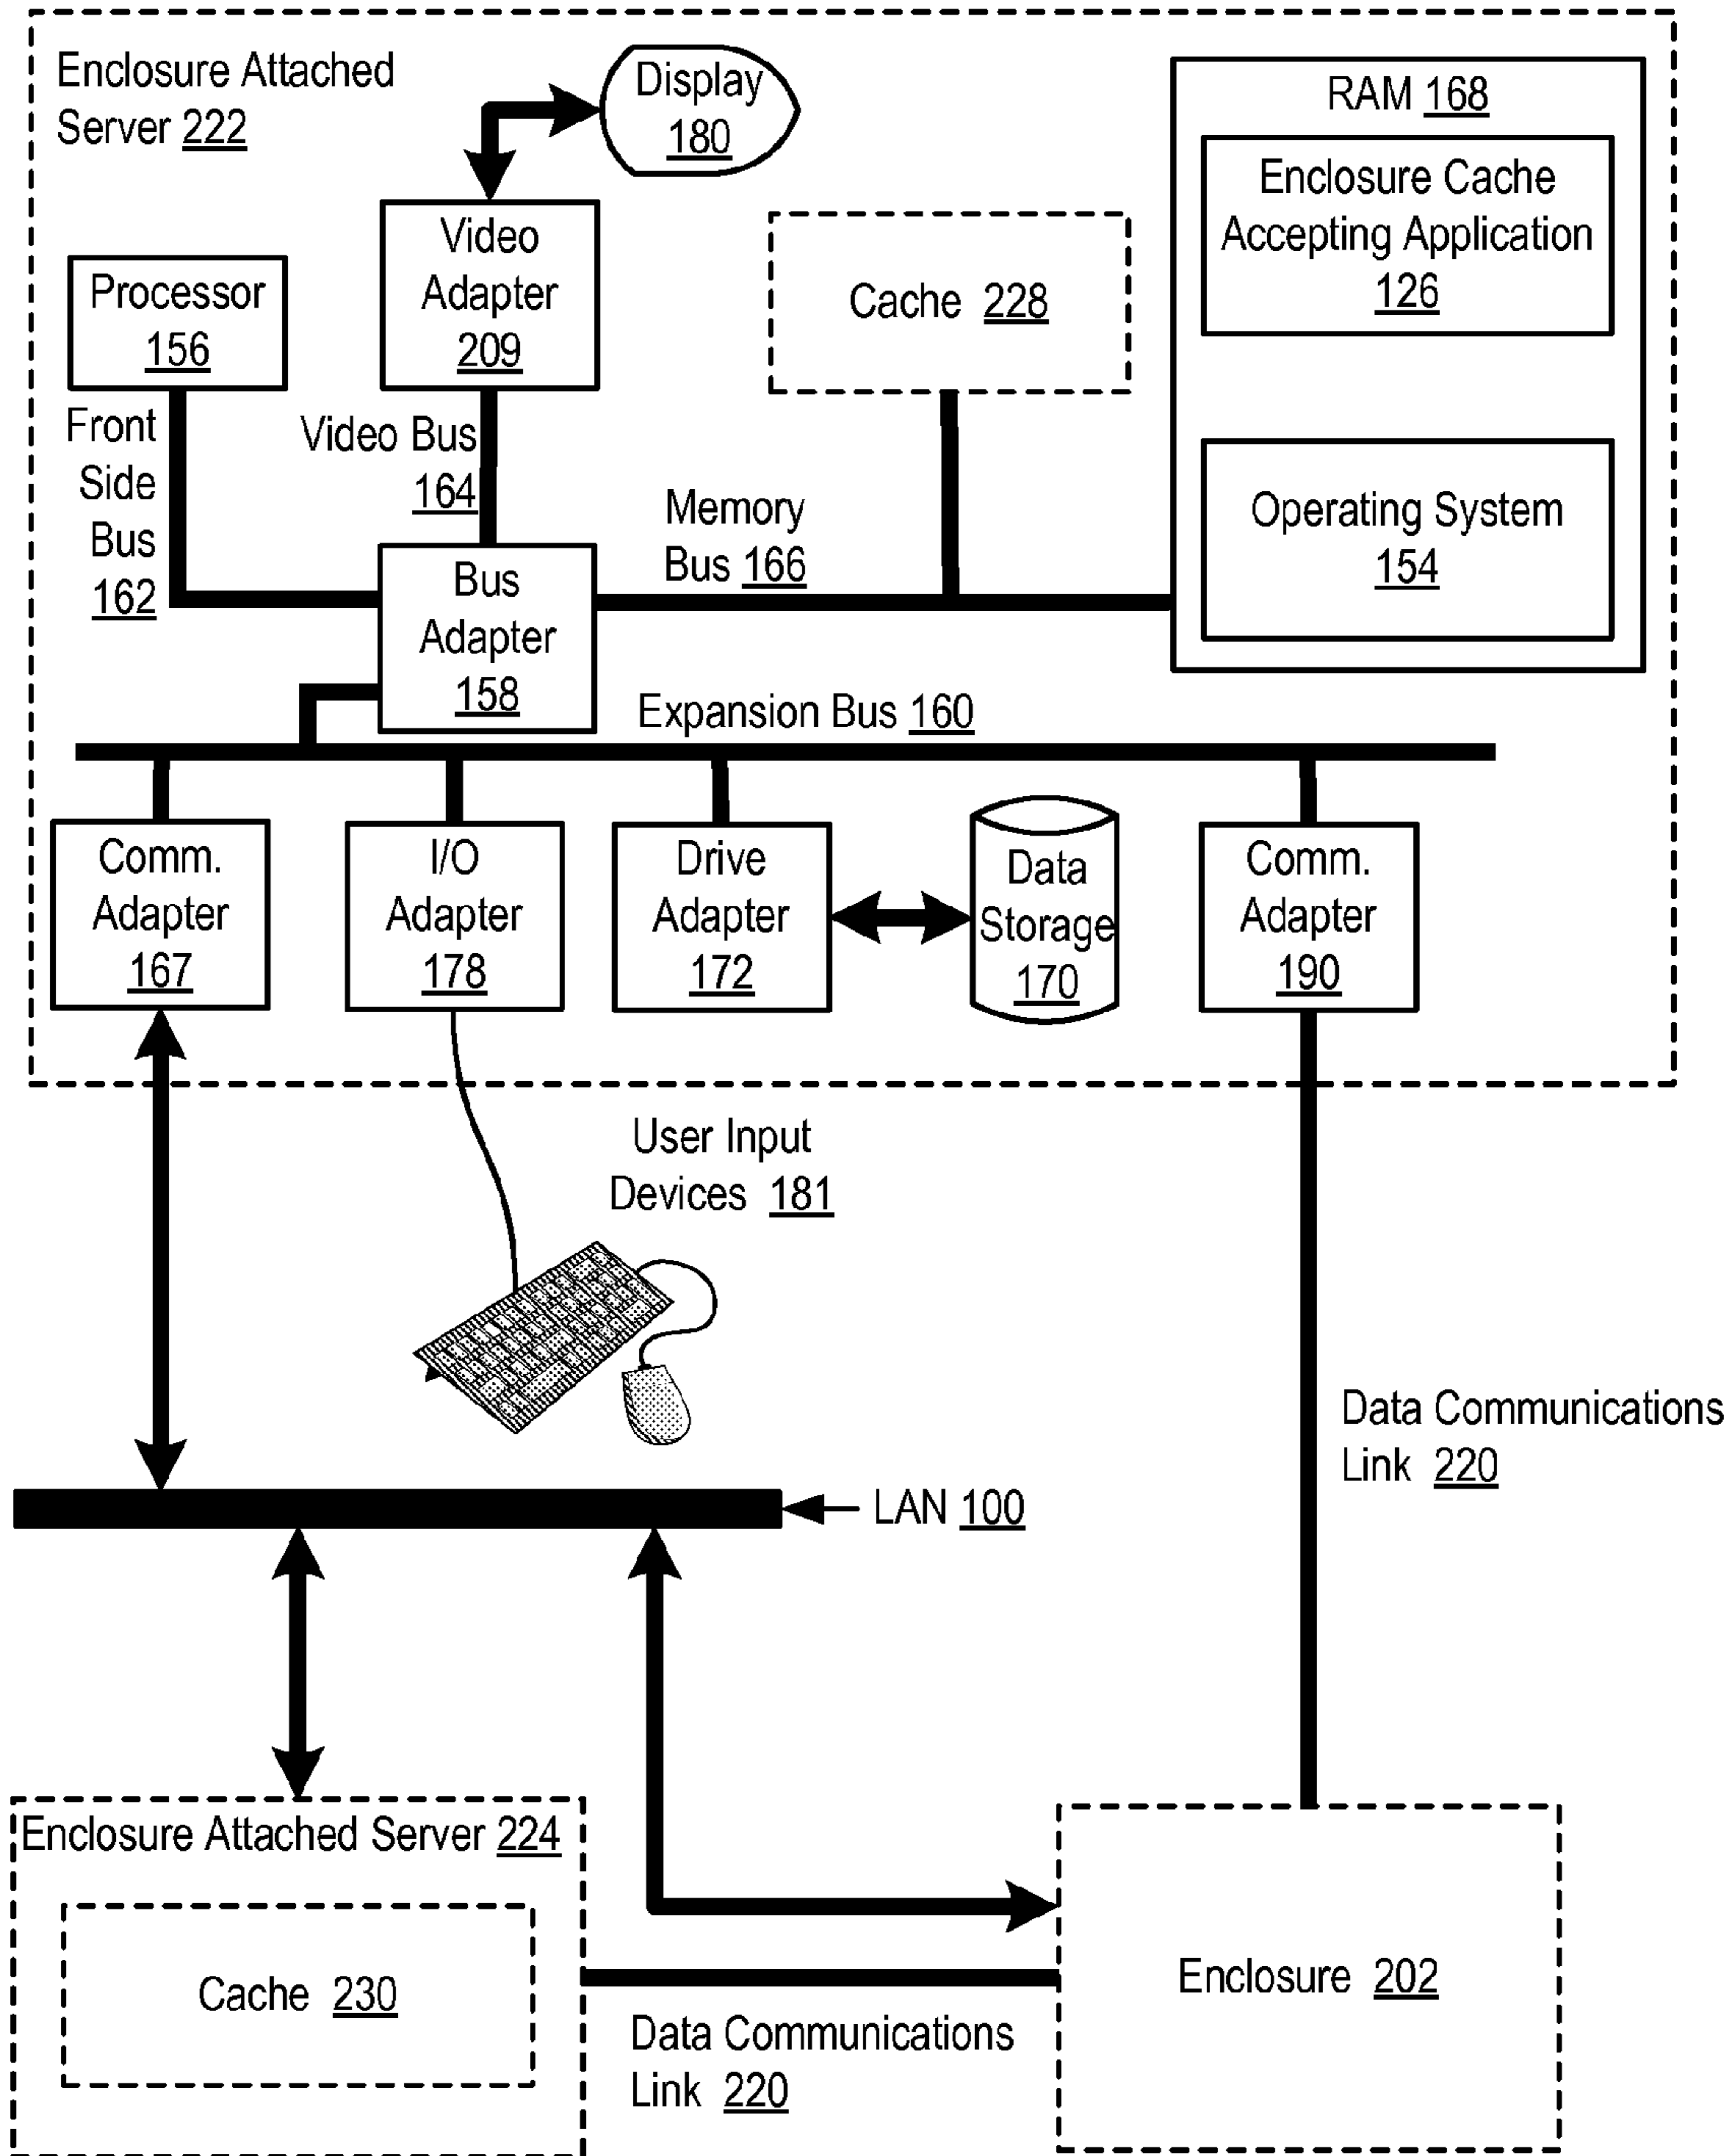 Enclosure Attached
Server 222
Display
180
RAM 168
Enclosure Cache
Accepting Application
126
Operating System
154
Video
Adapter
209
Cache 228
Processor
156
Front
Side
Bus
162
Video Bus
164
Memory
Bus 166
Bus
Adapter
158
Expansion Bus 160
Comm.
Adapter
167
I/O
Adapter
178
Drive
Adapter
172
Data
Storage
170
Comm.
Adapter
190
User Input
Devices 181
Data Communications
Link 220
LAN 100
Enclosure Attached Server 224
Cache 230
Data Communications
Link 220
Enclosure 202